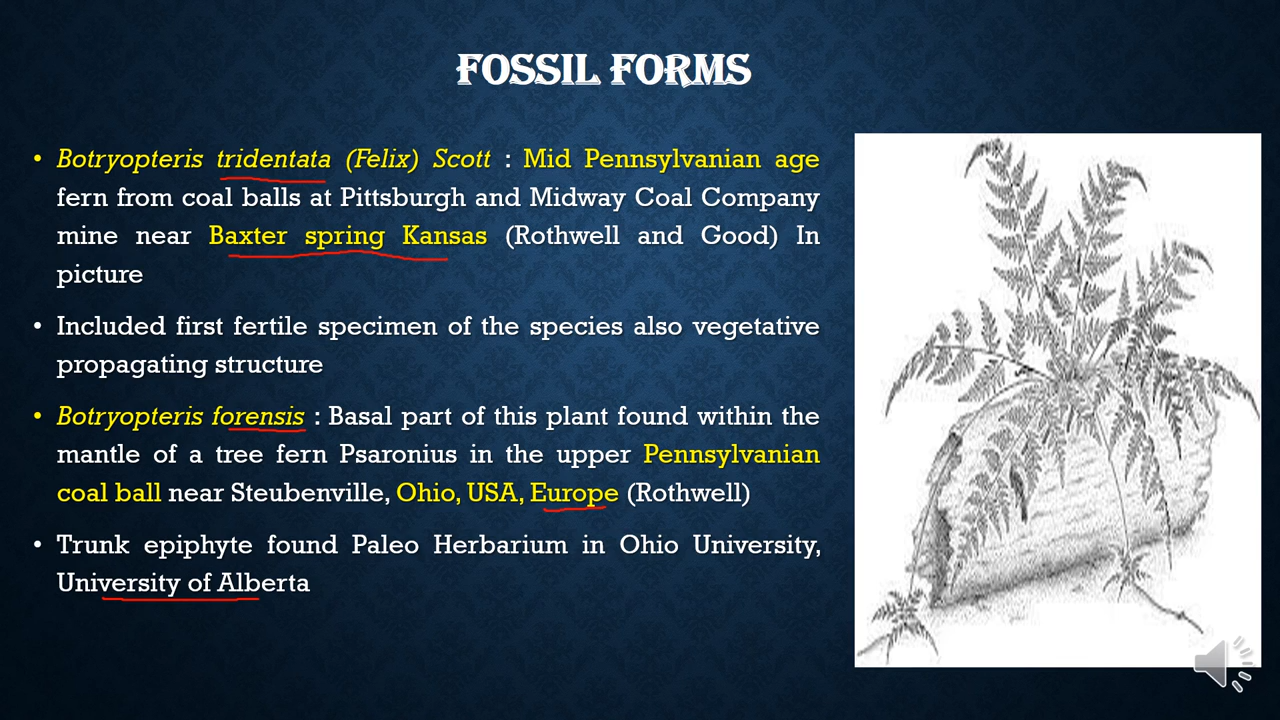 FOSSIL FORMS
• Botryopteris tridentata (Felix) Scott : Mid Pennsylvanian age
fern from coal balls at Pittsburgh and Midway Coal Company
mine near Baxter spring Kansas (Rothwell and Good) In
picture
• Included first fertile specimen of the species also vegetative
propagating structure
• Botryopteris forensis : Basal part of this plant found within the
mantle of a tree fern Psaronius in the upper Pennsylvanian
coal ball near Steubenville, Ohio, USA, Europe (Rothwell)
• Trunk epiphyte found Paleo Herbarium in Ohio University,
University of Alberta